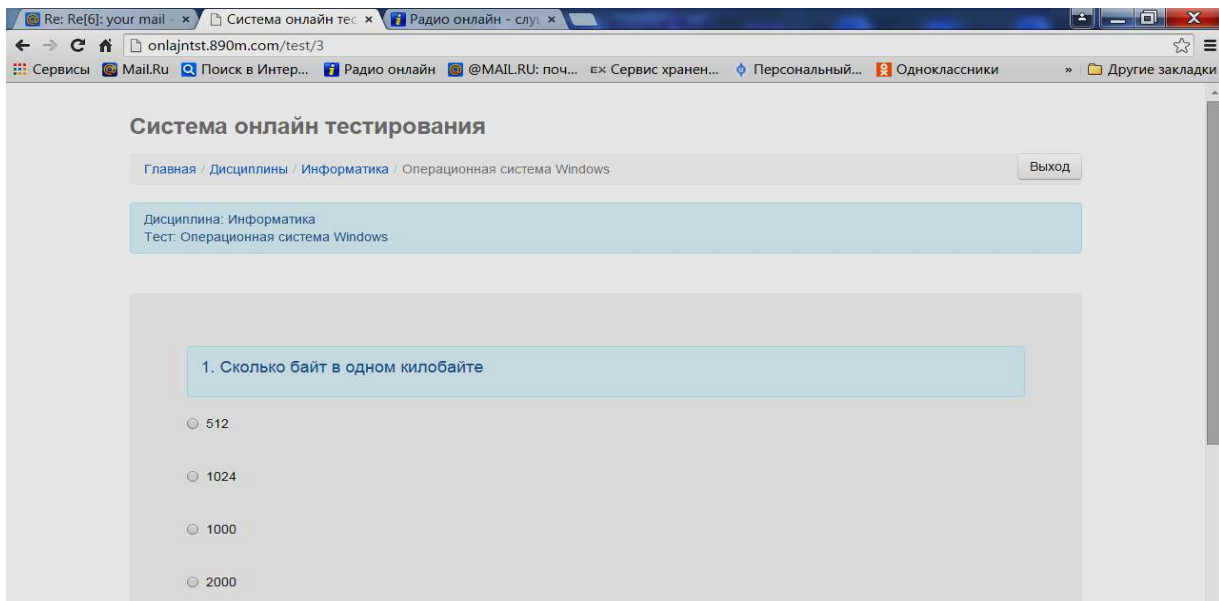 Re: Re[6]: your mail -
Система онлайн тес
Радио онлайн - слу
onlajntst.890m.com/test/3
Сервисы Mail.Ru Поиск в Интер... Радио онлайн @MAIL.RU: поч... EX Сервис хранен... Персональный... Одноклассники » Другие закладки
Система онлайн тестирования
Главная / Дисциплины / Информатика / Операционная система Windows Выход
Дисциплина: Информатика
Тест: Операционная система Windows
1. Сколько байт в одном килобайте
512
1024
1000
2000